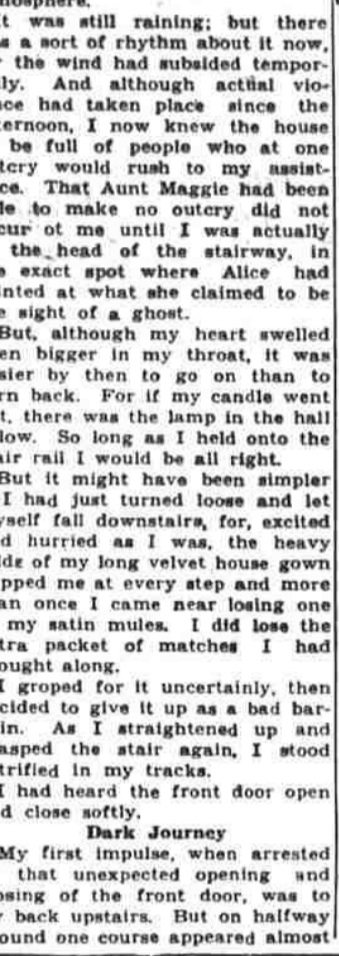 mosphere.
t was still raining; but there
s a sort of rhythm about it now,
the wind had subsided tempor-
ly. And although actual vio-
nce had taken place since the
ternoon, I now knew the house
be full of people who at one
tcry would rush to my assist-
ce. That Aunt Maggie had been
le to make no outcry did not
cur ot me until I was actually
the head of the stairway, in
e exact spot where Alice had
inted at what she claimed to be
e sight of a ghost.
But, although my heart swelled
en bigger in my throat, it was
sier by then to go on than to
rn back. For if my candle went
t, there was the lamp in the hall
low. So long as I held onto the
air rail I would be all right.
But it might have been simpler
I had just turned loose and let
yself fall downstairs, for, excited
d hurried as I was, the heavy
de of my long velvet house gown
pped me at every step and more
an once I came near losing one
my satin mules. I did lose the
tra packet of matches I had
ought along.
I groped for it uncertainly, then
cided to give it up as a bad bar-
in. As I straightened up and
asped the stair again, I stood
trified in my tracks.
I had heard the front door open
d close softly.
Dark Journey
My first impulse, when arrested
that unexpected opening and
osing of the front door, was to
y back upstairs. But on halfway
ound one course appeared almost